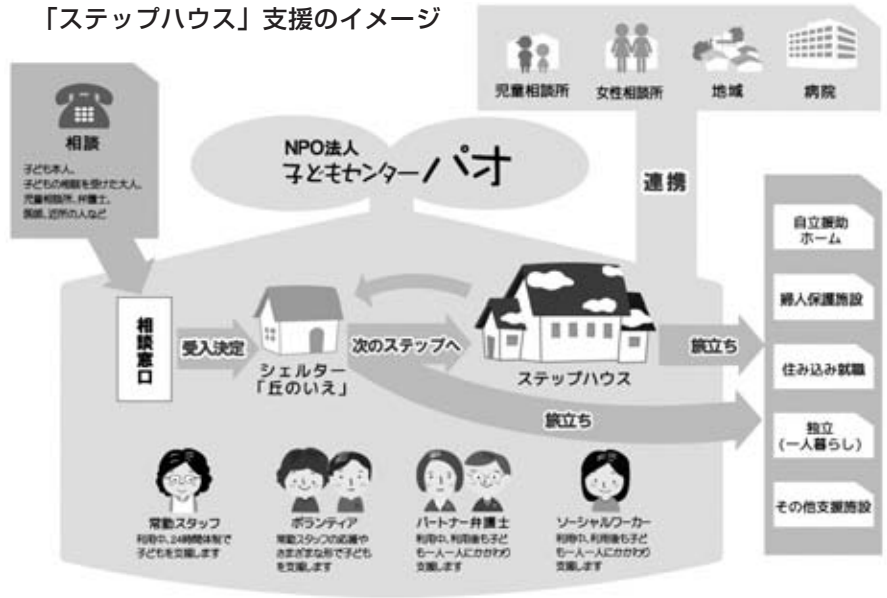 「ステップハウス」支援のイメージ
児童相談所
女性相談所
地域
病院
相談
子ども本人、
子どもの相談を受けた大人、
児童相談所、弁護士、
医師、近所の人など
NPO法人
子どもセンターパオ
連携
相談窓口
受入決定
シェルター
「丘のいえ」
次のステップへ
ステップハウス
旅立ち
旅立ち
自立援助
ホーム
婦人保護施設
住み込み就職
独立
(一人暮らし)
その他支援施設
常勤スタッフ
利用中、24時間体制で
子どもを支援します
ボランティア
常勤スタッフの応援や
さまざまな形で子ども
を支援します
パートナー弁護士
利用中、利用後も子ど
も一人一人にかかわり
支援します
ソーシャルワーカー
利用中、利用後も子ど
も一人一人にかかわり
支援します